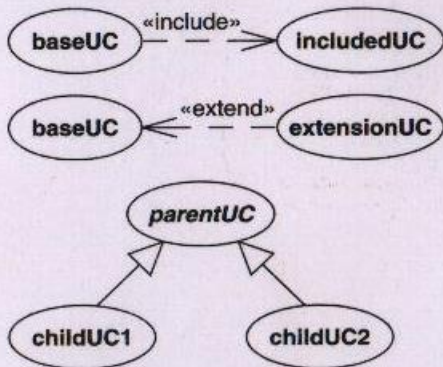 «include»
baseUC includedUC
«extend»
baseUC extensionUC
parentUC
childUC1 childUC2